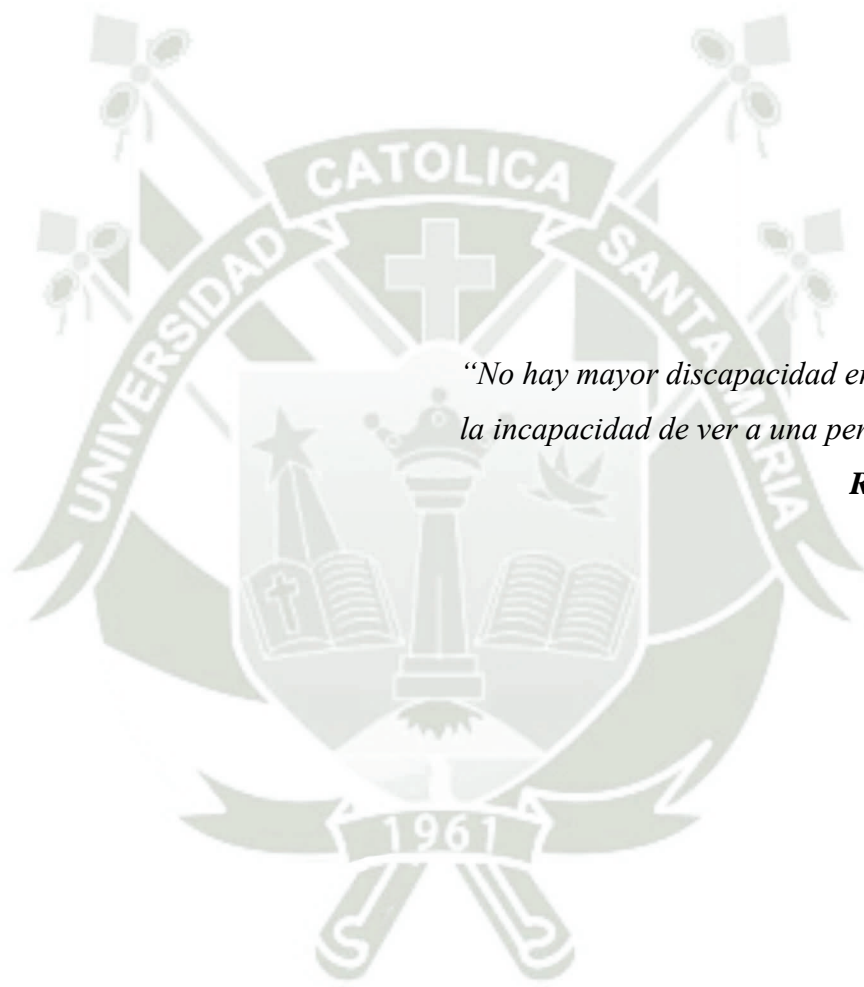 CATOLICA
UNIVERSIDAD
SANTA MARIA
“No hay mayor discapacidad en
la incapacidad de ver a una per
R
1961